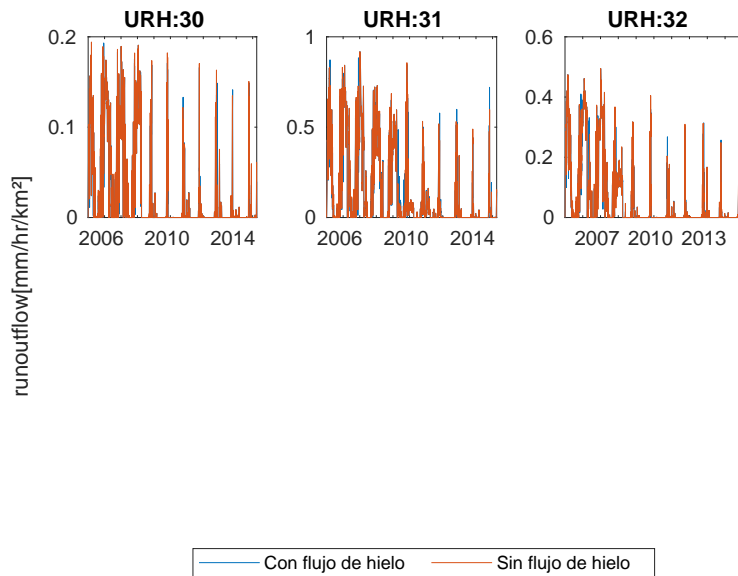 URH:30
URH:31
URH:32
0.2
0.1
0
2006 2010 2014
1
0.5
0
2006 2010 2014
0.6
0.4
0.2
0
2007 2010 2013
runoutflow[mm/hr/km²]
Con flujo de hielo
Sin flujo de hielo